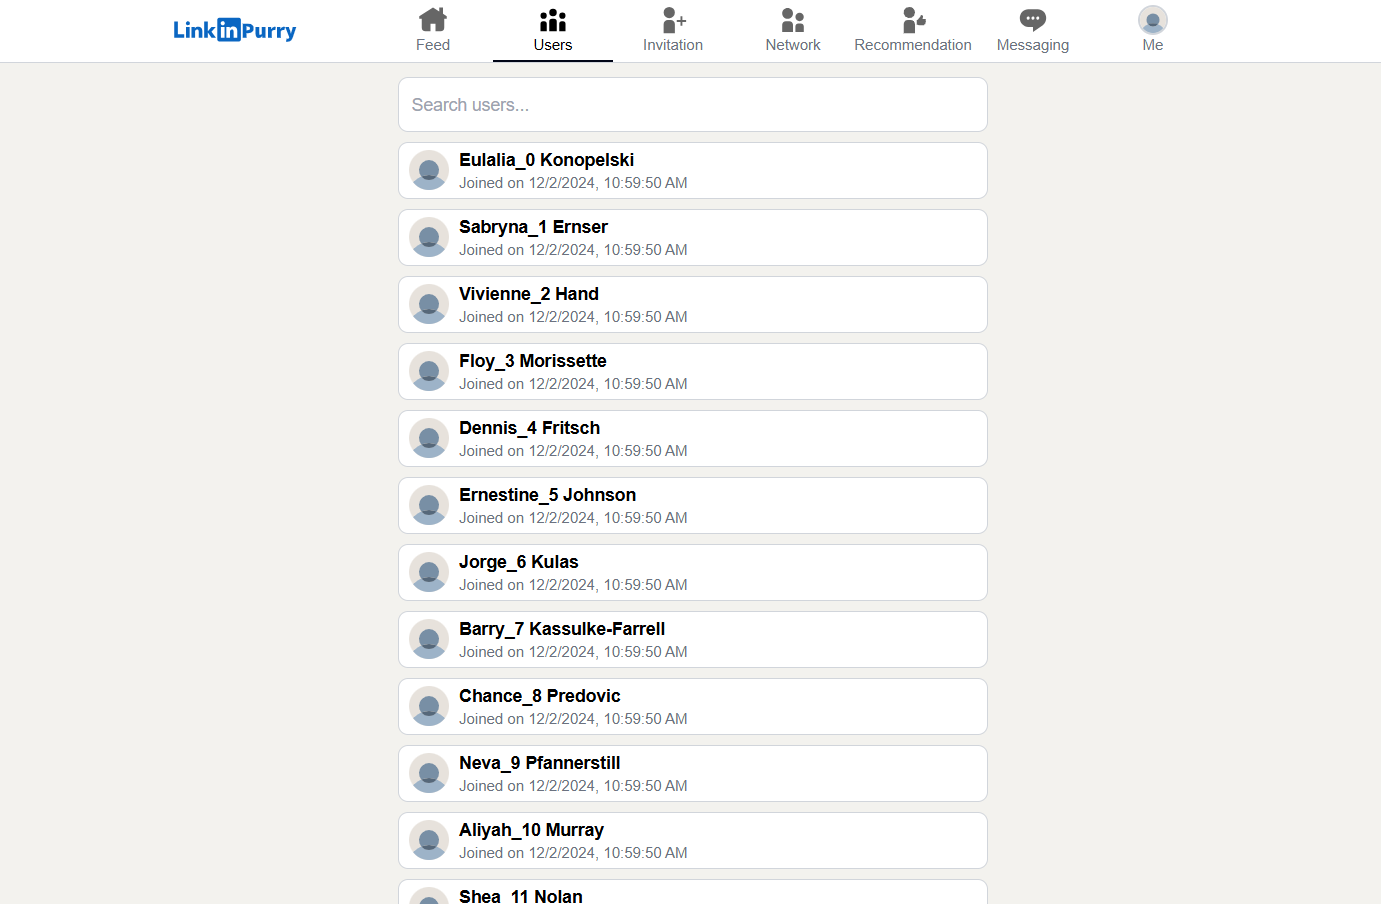 LinkinPurry
Feed
Users
Invitation
Network
Recommendation
Messaging
Me
Search users...
Eulalia_0 Konopelski
Joined on 12/2/2024, 10:59:50 AM
Sabryna_1 Ernser
Joined on 12/2/2024, 10:59:50 AM
Vivienne_2 Hand
Joined on 12/2/2024, 10:59:50 AM
Floy_3 Morissette
Joined on 12/2/2024, 10:59:50 AM
Dennis_4 Fritsch
Joined on 12/2/2024, 10:59:50 AM
Ernestine_5 Johnson
Joined on 12/2/2024, 10:59:50 AM
Jorge_6 Kulas
Joined on 12/2/2024, 10:59:50 AM
Barry_7 Kassulke-Farrell
Joined on 12/2/2024, 10:59:50 AM
Chance_8 Predovic
Joined on 12/2/2024, 10:59:50 AM
Neva_9 Pfannerstill
Joined on 12/2/2024, 10:59:50 AM
Aliyah_10 Murray
Joined on 12/2/2024, 10:59:50 AM
Shea_11 Nolan